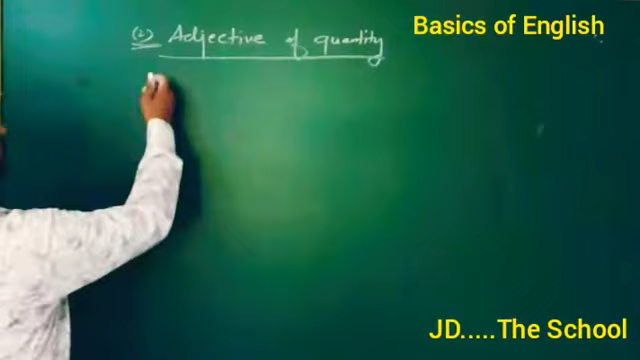 Basics of English
(2) Adjective of quantity
JD.....The School